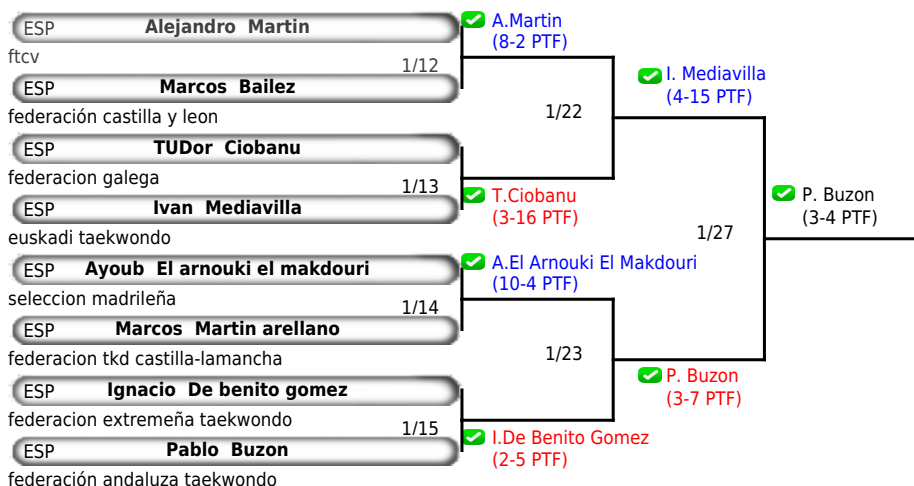 ESP Alejandro Martin
ftcv
1/12
ESP Marcos Bailez
federación castilla y leon
ESP TUDor Ciobanu
federacion galega
1/13
ESP Ivan Mediavilla
euskadi taekwondo
ESP Ayoub El arnouki el makdouri
seleccion madrileña
1/14
ESP Marcos Martin arellano
federacion tkd castilla-lamancha
ESP Ignacio De benito gomez
federacion extremeña taekwondo
1/15
ESP Pablo Buzon
federación andaluza taekwondo
A.Martin
(8-2 PTF)
1/22
T.Ciobanu
(3-16 PTF)
A.El Arnouki El Makdouri
(10-4 PTF)
1/23
I.De Benito Gomez
(2-5 PTF)
I. Mediavilla
(4-15 PTF)
1/27
P. Buzon
(3-7 PTF)
P. Buzon
(3-4 PTF)